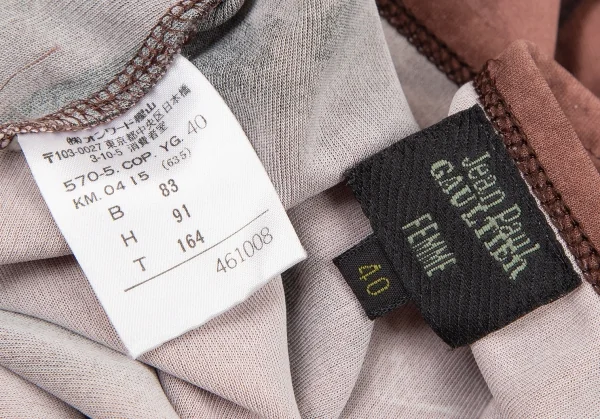 ㈱オンワード樫山
〒103-0027 東京都中央区日本橋
3-10-5 消費者
570-5. COP. YG. 40
KM. 0415 (635)
B 83
H 91
T 164
461008
Jean Paul
GAULTIER
FEMME
40